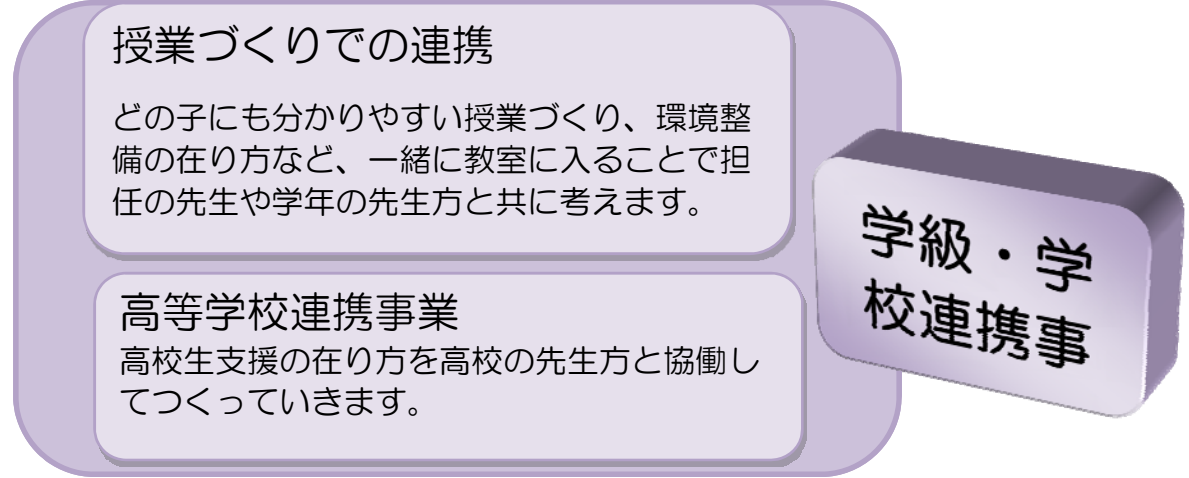 授業づくりでの連携
どの子にも分かりやすい授業づくり、環境整
備の在り方など、一緒に教室に入ることで担
任の先生や学年の先生方と共に考えます。
高等学校連携事業
高校生支援の在り方を高校の先生方と協働し
てつくっていきます。
学級・学
校連携事